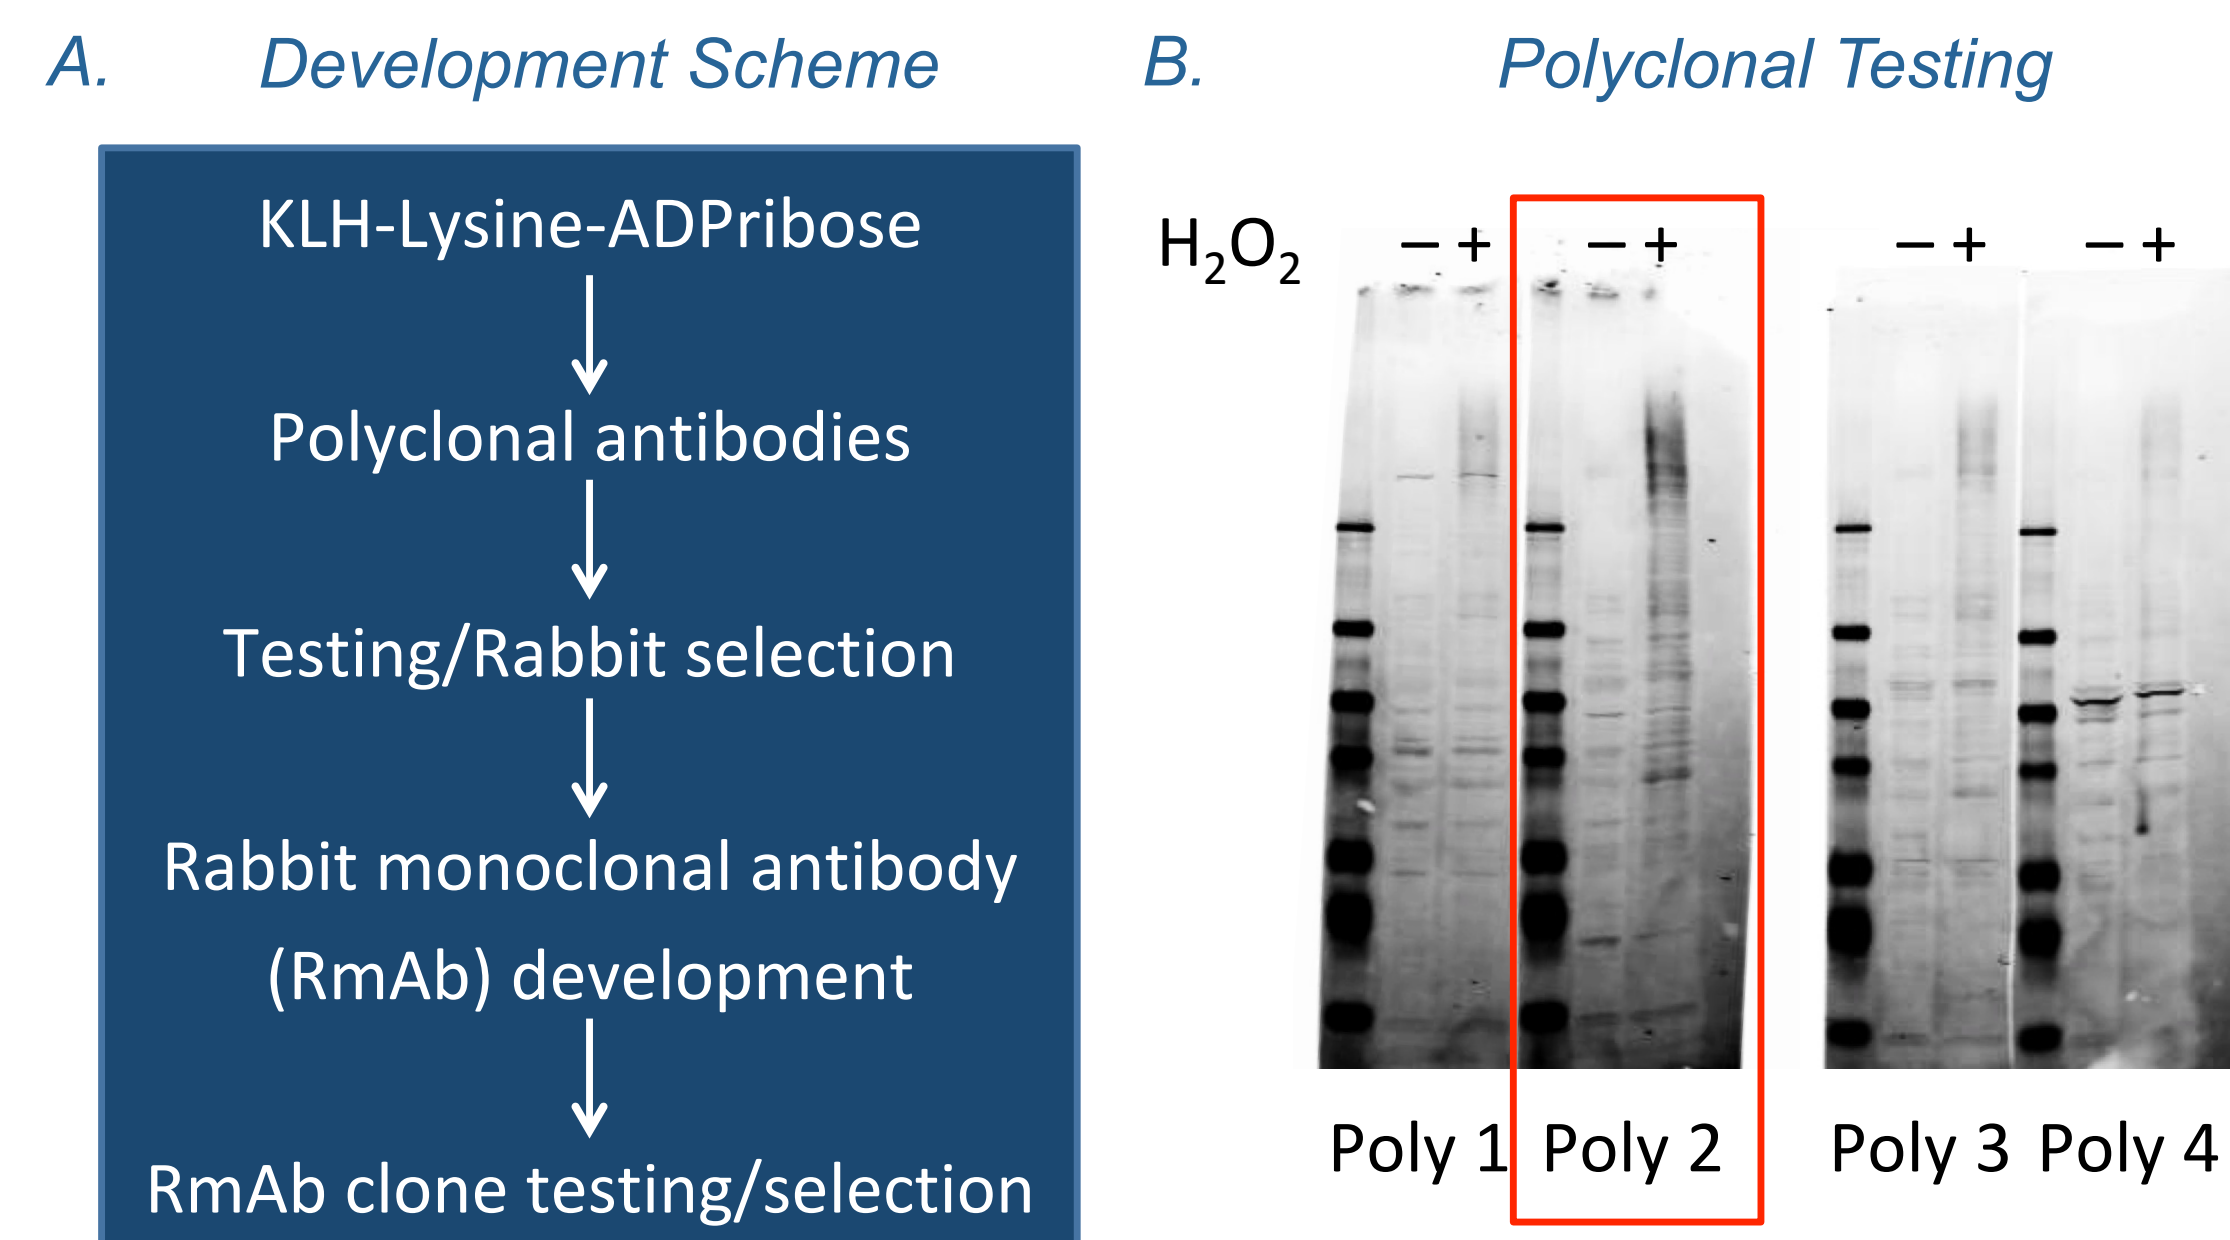 A. Development Scheme
KLH-Lysine-ADPribose
Polyclonal antibodies
Testing/Rabbit selection
Rabbit monoclonal antibody
(RmAb) development
RmAb clone testing/selection
B. Polyclonal Testing
H₂O₂ – + – + – + – +
Poly 1 Poly 2 Poly 3 Poly 4